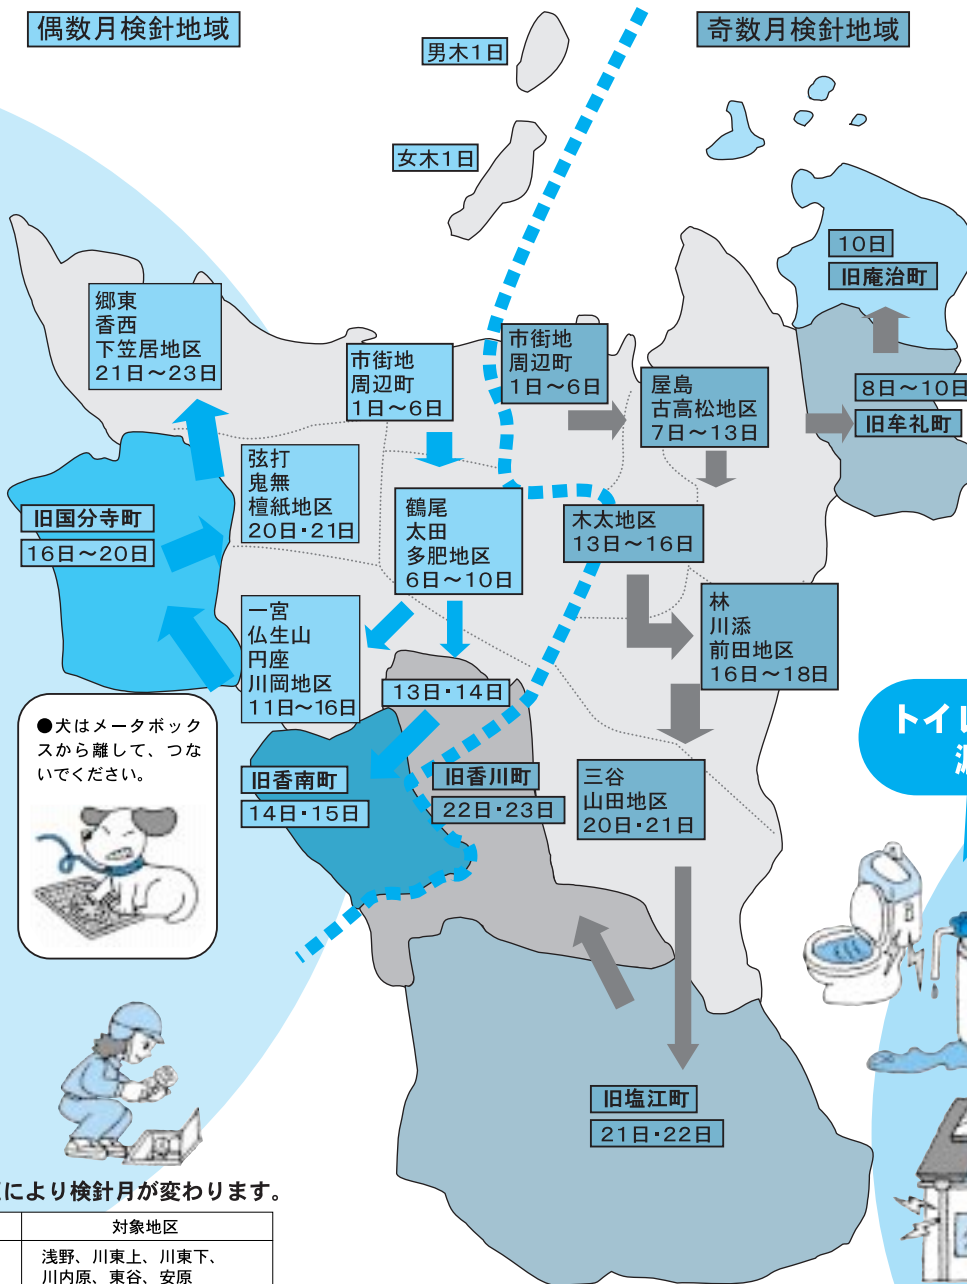 偶数月検針地域
奇数月検針地域
男木1日
女木1日
10日
旧庵治町
郷東
香西
下笠居地区
21日～23日
市街地
周辺町
1日～6日
市街地
周辺町
1日～6日
屋島
古高松地区
7日～13日
8日～10日
旧牟礼町
弦打
鬼無
檀紙地区
20日・21日
旧国分寺町
16日～20日
鶴尾
太田
多肥地区
6日～10日
木太地区
13日～16日
一宮
仏生山
円座
川岡地区
11日～16日
林
川添
前田地区
16日～18日
13日・14日
●犬はメータボック
スから離して、つな
いでください。
旧香南町
14日・15日
旧香川町
22日・23日
三谷
山田地区
20日・21日
トイ
旧塩江町
21日・22日
により検針月が変わります。
対象地区
浅野、川東上、川東下、
川内原、東谷、安原